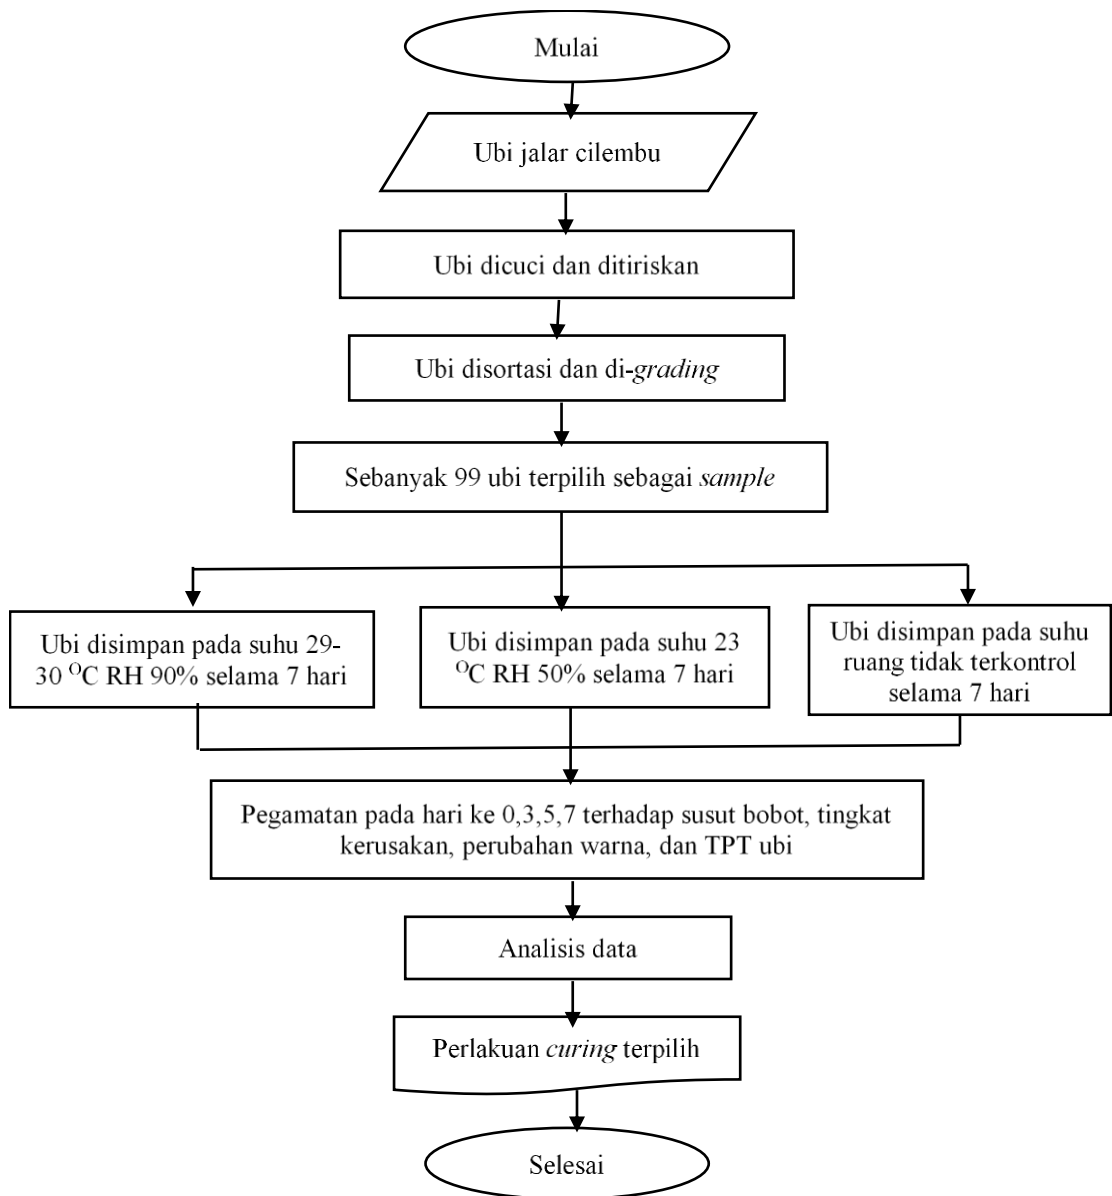 Mulai
Ubi jalar cilembu
Ubi dicuci dan ditiriskan
Ubi disortasi dan di-grading
Sebanyak 99 ubi terpilih sebagai sample
Ubi disimpan pada suhu 29-
30 ᴼC RH 90% selama 7 hari
Ubi disimpan pada suhu 23
ᴼC RH 50% selama 7 hari
Ubi disimpan pada suhu
ruang tidak terkontrol
selama 7 hari
Pegamatan pada hari ke 0,3,5,7 terhadap susut bobot, tingkat
kerusakan, perubahan warna, dan TPT ubi
Analisis data
Perlakuan curing terpilih
Selesai